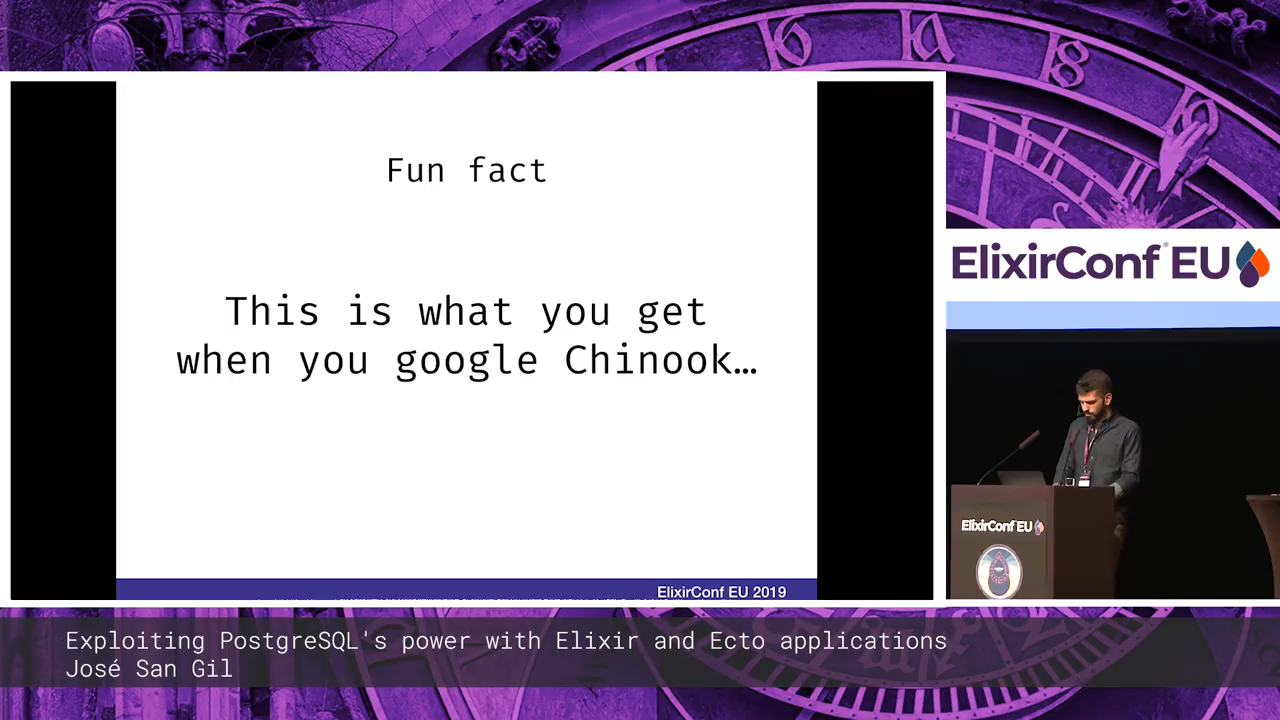 Fun fact
This is what you get
when you google Chinook…
ElixirConf EU 2019
ElixirConf® EU
ElixirConf EU
Exploiting PostgreSQL's power with Elixir and Ecto applications
José San Gil